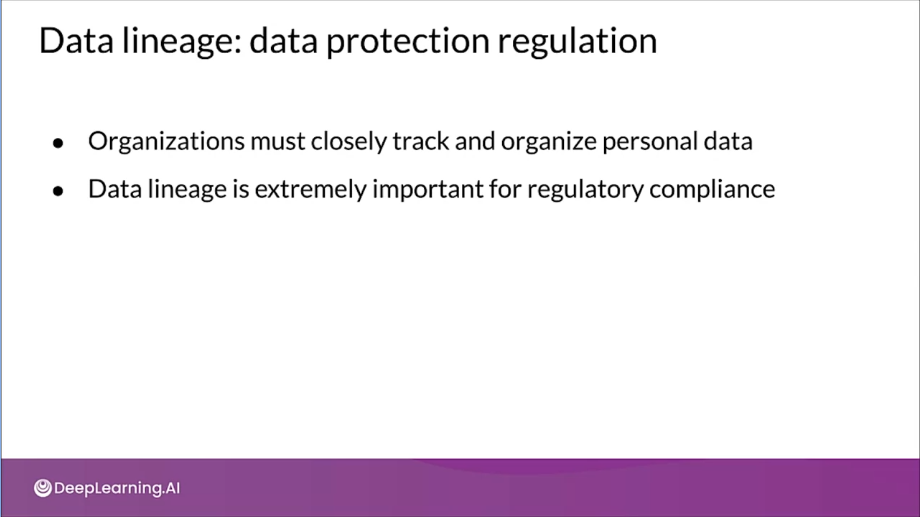 Data lineage: data protection regulation
● Organizations must closely track and organize personal data
● Data lineage is extremely important for regulatory compliance
DeepLearning.AI